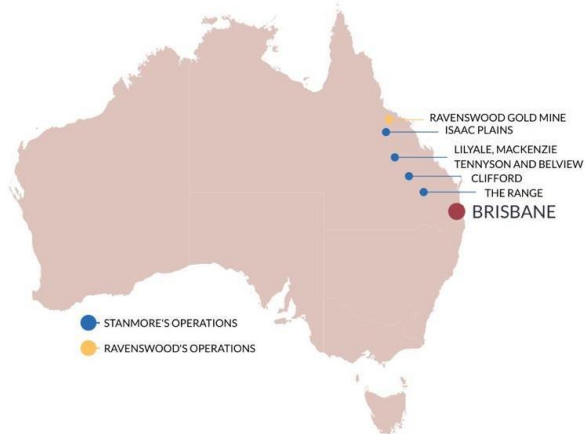 RAVENSWOOD GOLD MINE
ISAAC PLAINS
LILYALE, MACKENZIE
TENNYSON AND BELVIEW
CLIFFORD
THE RANGE
BRISBANE
STANMORE'S OPERATIONS
RAVENSWOOD'S OPERATIONS